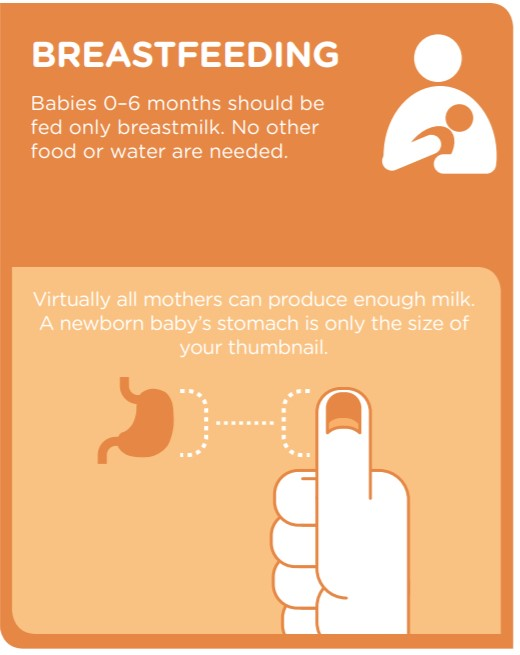 BREASTFEEDING
Babies 0–6 months should be
fed only breastmilk. No other
food or water are needed.
Virtually all mothers can produce enough milk.
A newborn baby's stomach is only the size of
your thumbnail.